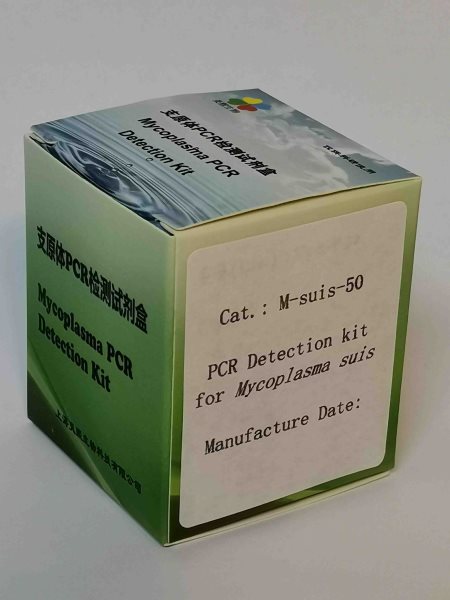 支原体PCR检测试剂盒
Mycoplasma PCR
Detection Kit
支原体PCR检测试剂盒
Mycoplasma PCR
Detection Kit
Cat.: M-suis-50
PCR Detection kit
for Mycoplasma suis
Manufacture Date: